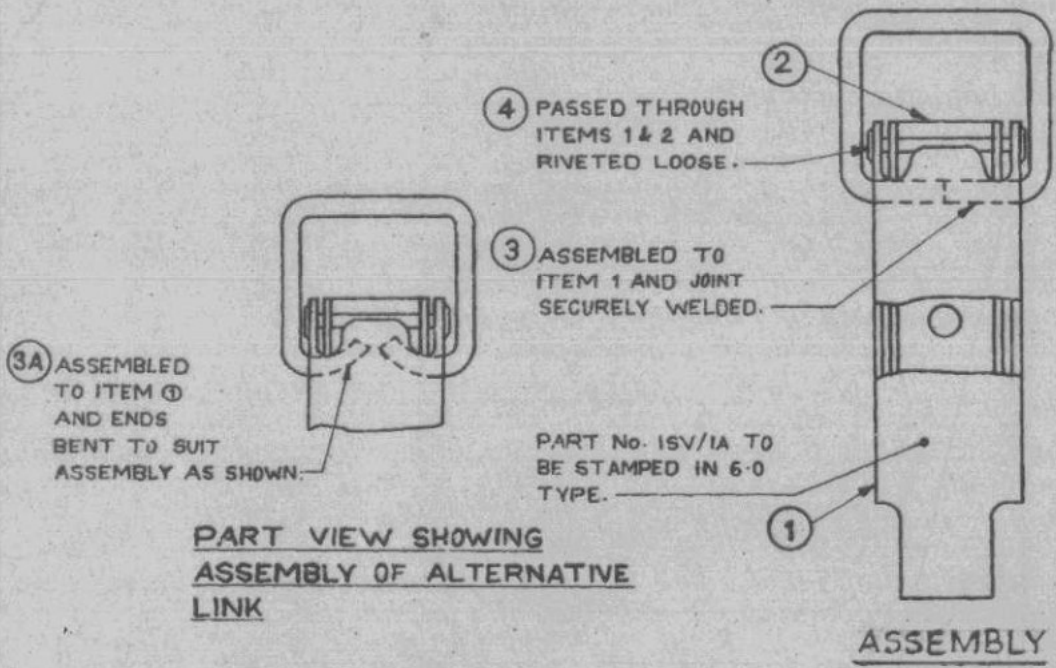 ②
④ PASSED THROUGH
ITEMS 1 & 2 AND
RIVETED LOOSE.
③ ASSEMBLED TO
ITEM 1 AND JOINT
SECURELY WELDED.
3A ASSEMBLED
TO ITEM ①
AND ENDS
BENT TO SUIT
ASSEMBLY AS SHOWN.
PART No. ISV/IA TO
BE STAMPED IN 6·0
TYPE.
①
PART VIEW SHOWING
ASSEMBLY OF ALTERNATIVE
LINK
ASSEMBLY